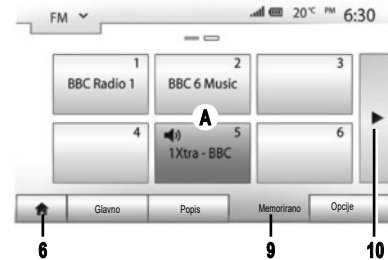 FM 20°C PM 6:30
1 2 3
BBC Radio 1 BBC 6 Music
A
4 5 6
1Xtra - BBC
Glavno Popis Memorirano Opcije
6 9 10